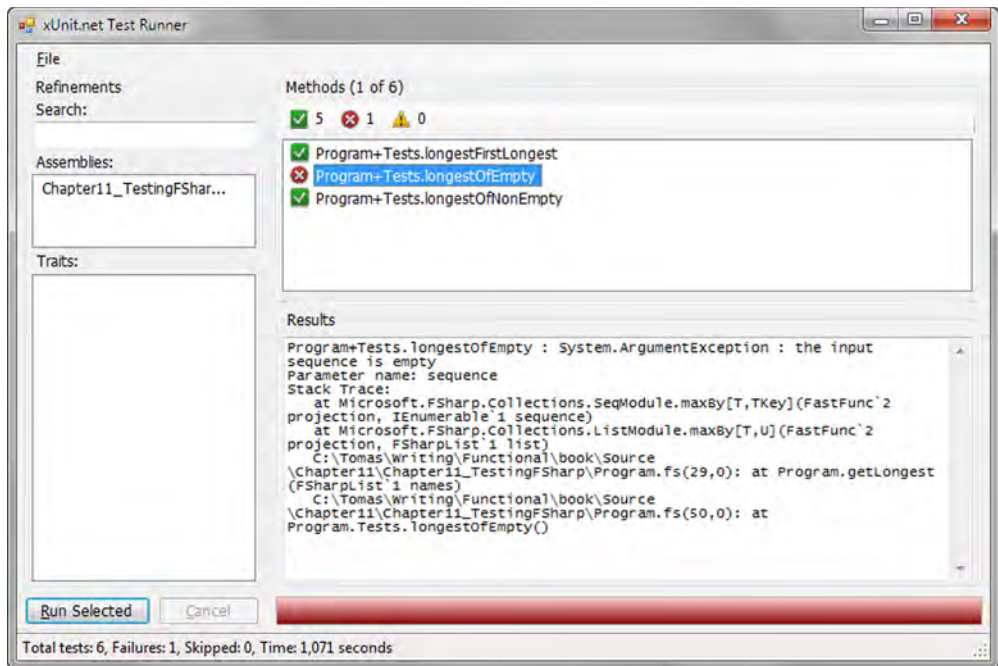 xUnit.net Test Runner
File
Refinements
Search:
Assemblies:
Chapter11_TestingFShar...
Traits:
Methods (1 of 6)
5 1 0
Program+Tests.longestFirstLongest
Program+Tests.longestOfEmpty
Program+Tests.longestOfNonEmpty
Results
Program+Tests.longestOfEmpty : System.ArgumentException : the input
sequence is empty
Parameter name: sequence
Stack Trace:
at Microsoft.FSharp.Collections.SeqModule.maxBy[T,TKey](FastFunc`2
projection, IEnumerable`1 sequence)
at Microsoft.FSharp.Collections.ListModule.maxBy[T,U](FastFunc`2
projection, FSharpList`1 list)
C:\Tomas\Writing\Functional\book\Source
\Chapter11\Chapter11_TestingFSharp\Program.fs(29,0): at Program.getLongest
(FSharpList`1 names)
C:\Tomas\Writing\Functional\book\Source
\Chapter11\Chapter11_TestingFSharp\Program.fs(50,0): at
Program.Tests.longestOfEmpty()
Run Selected
Cancel
Total tests: 6, Failures: 1, Skipped: 0, Time: 1,071 seconds